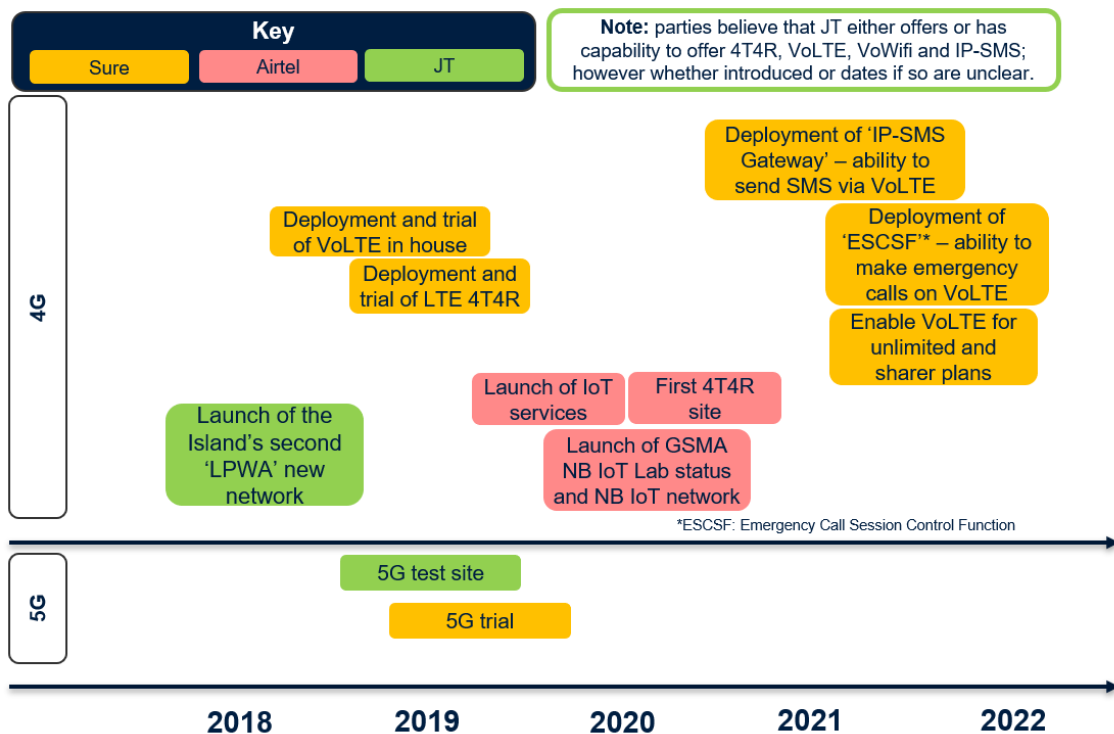 Key
Sure
Airtel
JT
Note: parties believe that JT either offers or has
capability to offer 4T4R, VoLTE, VoWifi and IP-SMS;
however whether introduced or dates if so are unclear.
4G
Deployment of ‘IP-SMS
Gateway’ – ability to
send SMS via VoLTE
Deployment and trial
of VoLTE in house
Deployment of
‘ESCSF’* – ability to
make emergency
calls on VoLTE
Deployment and
trial of LTE 4T4R
Enable VoLTE for
unlimited and
sharer plans
Launch of IoT
services
First 4T4R
site
Launch of the
Island’s second
‘LPWA’ new
network
Launch of GSMA
NB IoT Lab status
and NB IoT network
*ESCSF: Emergency Call Session Control Function
5G
5G test site
5G trial
2018
2019
2020
2021
2022